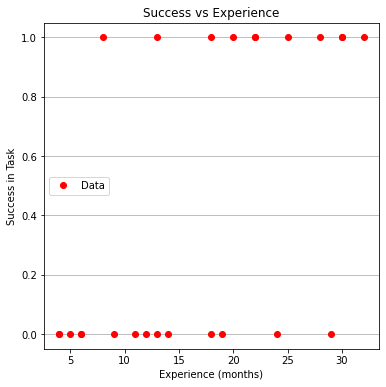 Success vs Experience
1.0
0.8
0.6
0.4
0.2
0.0
Success in Task
Data
5 10 15 20 25 30
Experience (months)